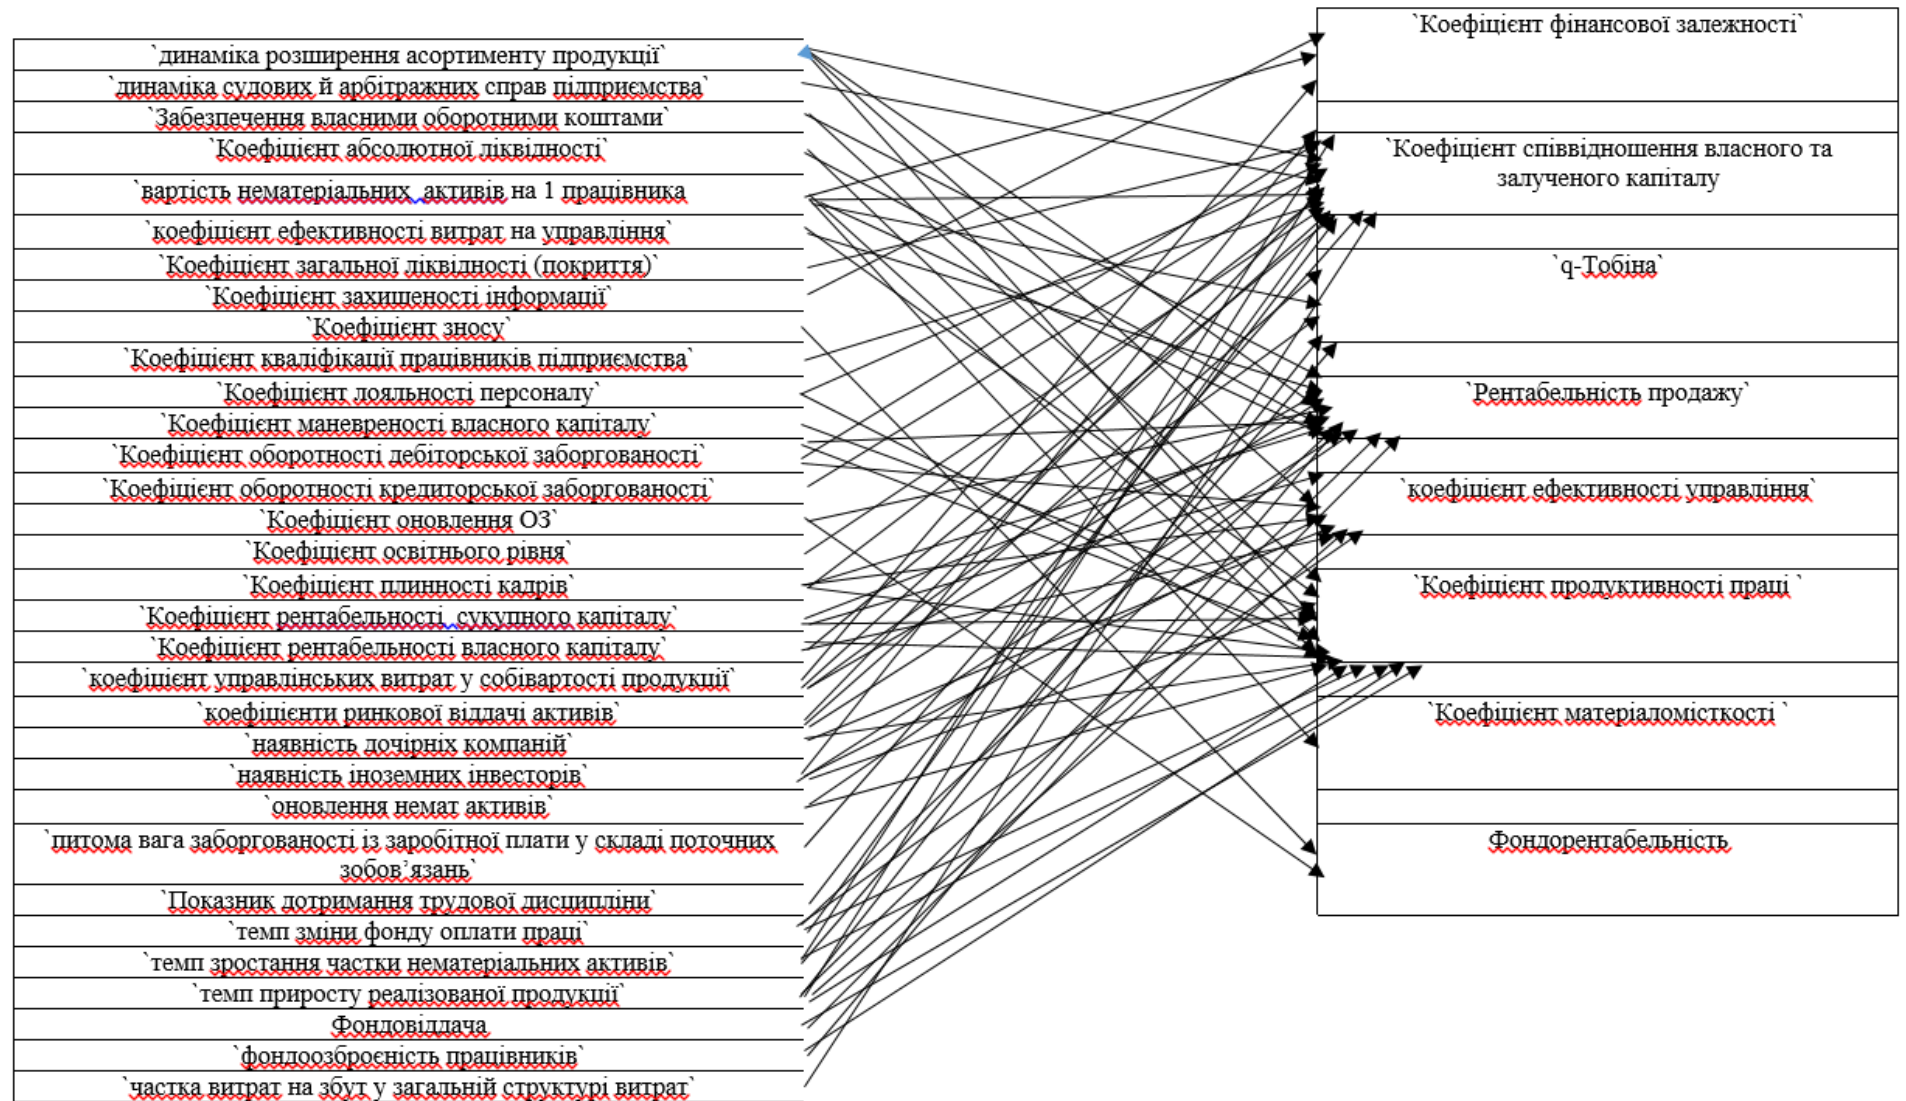 `динаміка розширення асортименту продукції`
`динаміка судових й арбітражних справ підприємства`
`Забезпечення власними оборотними коштами`
`Коефіцієнт абсолютної ліквідності`
`вартість нематеріальних  активів на 1 працівника
`коефіцієнт ефективності витрат на управління`
`Коефіцієнт загальної ліквідності (покриття)`
`Коефіцієнт захищеності інформації`
`Коефіцієнт зносу`
`Коефіцієнт кваліфікації працівників підприємства`
`Коефіцієнт лояльності персоналу`
`Коефіцієнт маневреності власного капіталу`
`Коефіцієнт оборотності дебіторської заборгованості`
`Коефіцієнт оборотності кредиторської заборгованості`
`Коефіцієнт оновлення ОЗ`
`Коефіцієнт освітнього рівня`
`Коефіцієнт плинності кадрів`
`Коефіцієнт рентабельності  сукупного капіталу`
`Коефіцієнт рентабельності власного капіталу`
`коефіцієнт управлінських витрат у собівартості продукції`
`коефіцієнти ринкової віддачі активів`
`наявність дочірніх компаній`
`наявність іноземних інвесторів`
`оновлення немат активів`
`питома вага заборгованості із заробітної плати у складі поточних
зобов’язань`
`Показник дотримання трудової дисципліни`
`темп зміни фонду оплати праці`
`темп зростання частки нематеріальних активів`
`темп приросту реалізованої продукції`
Фондовіддача
`фондоозброєність працівників`
`частка витрат на збут у загальній структурі витрат`
`Коефіцієнт фінансової залежності`
`Коефіцієнт співвідношення власного та
залученого капіталу
`q-Тобіна`
`Рентабельність продажу`
`коефіцієнт ефективності управління`
`Коефіцієнт продуктивності праці `
`Коефіцієнт матеріаломісткості `
Фондорентабельність